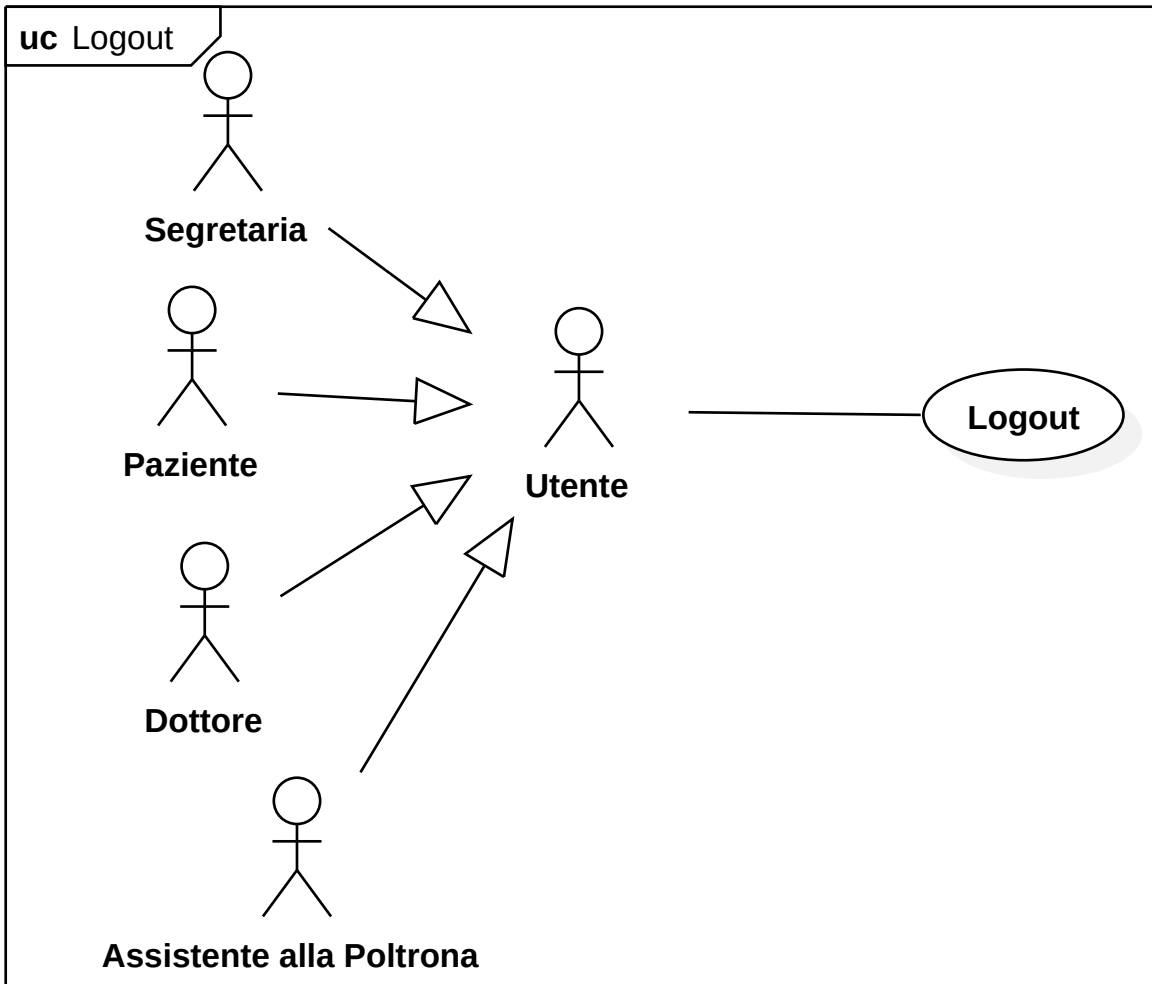 uc Logout
Segretaria
Paziente
Utente
Logout
Dottore
Assistente alla Poltrona